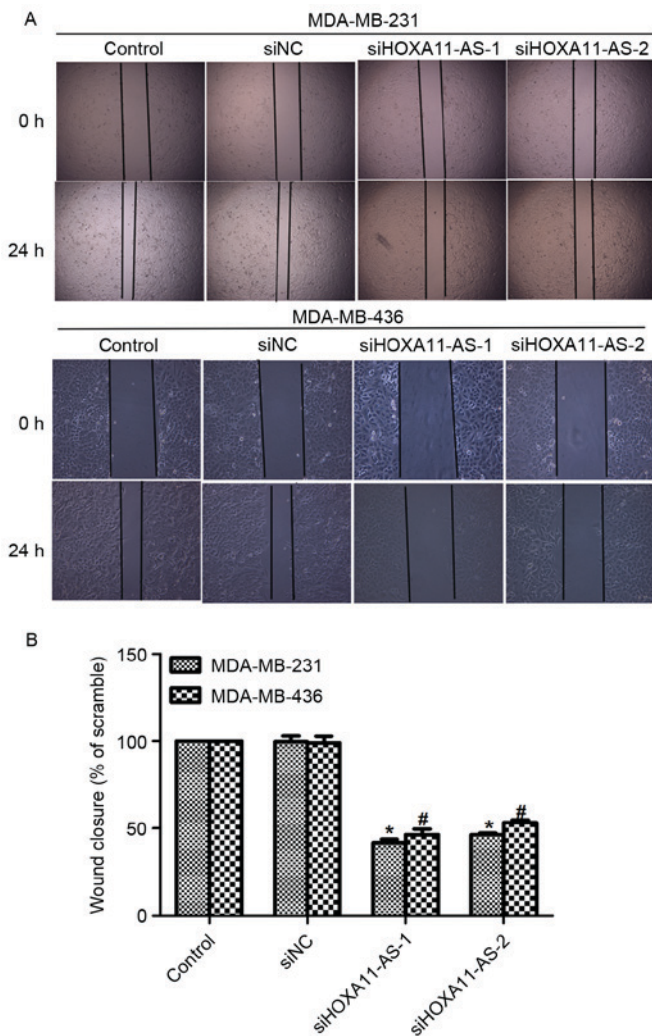 A
MDA-MB-231
Control siNC siHOXA11-AS-1 siHOXA11-AS-2
0 h
24 h
MDA-MB-436
Control siNC siHOXA11-AS-1 siHOXA11-AS-2
0 h
24 h
B
Wound closure (% of scramble)
150
100
50
0
MDA-MB-231
MDA-MB-436
* # * #
Control siNC siHOXA11-AS-1 siHOXA11-AS-2